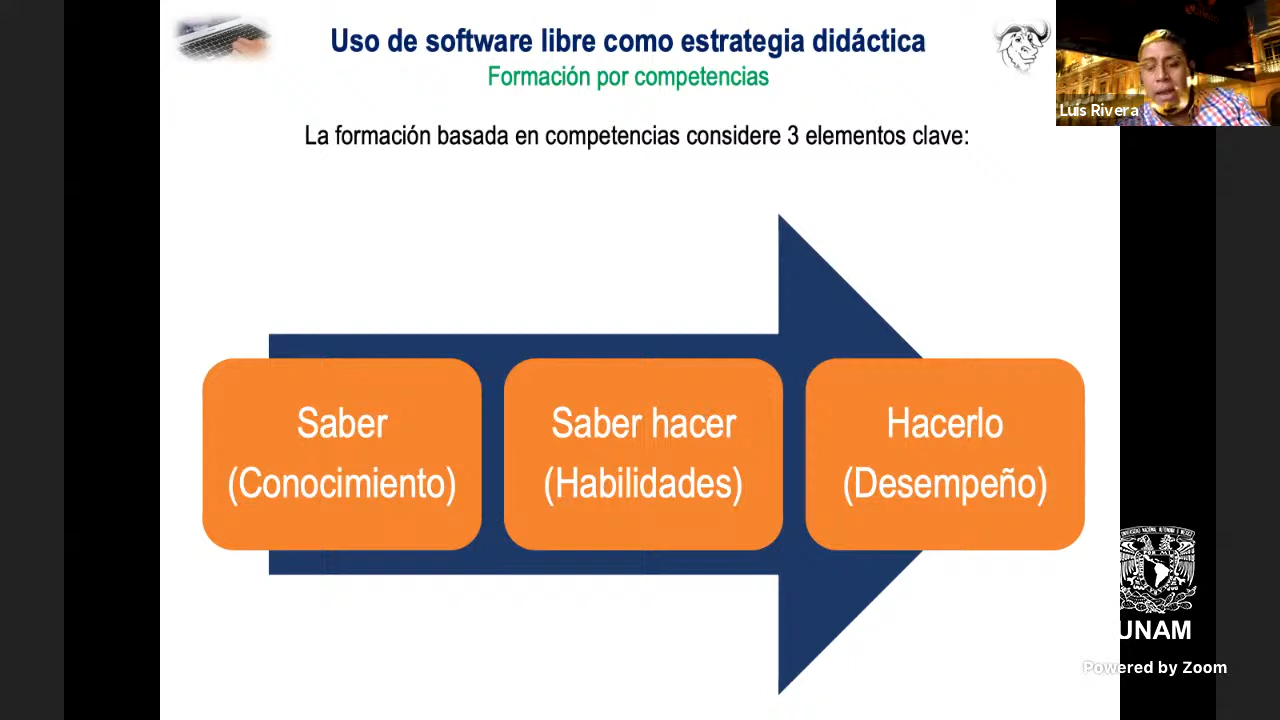 Uso de software libre como estrategia didáctica
Formación por competencias
Luis Rivera
La formación basada en competencias considere 3 elementos clave:
Saber
(Conocimiento)
Saber hacer
(Habilidades)
Hacerlo
(Desempeño)
UNAM
Powered by Zoom